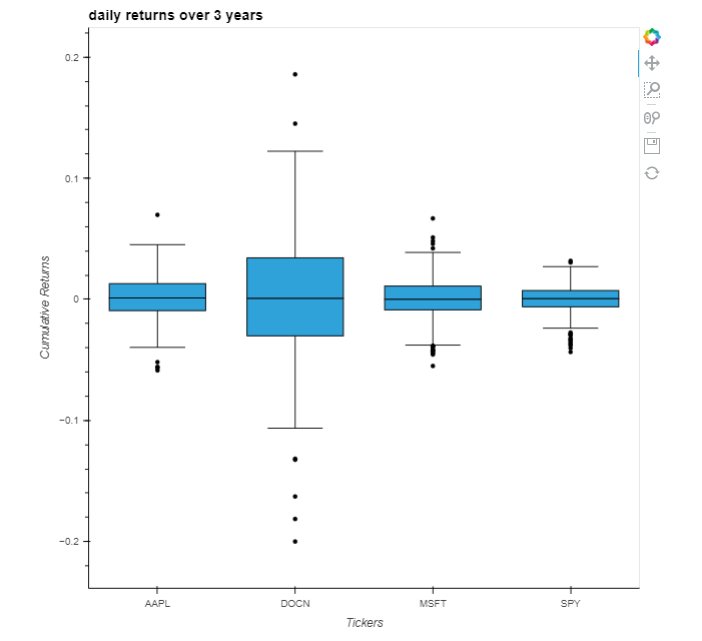 daily returns over 3 years
0.2
0.1
0
−0.1
−0.2
Cumulative Returns
AAPL
DOCN
MSFT
SPY
Tickers